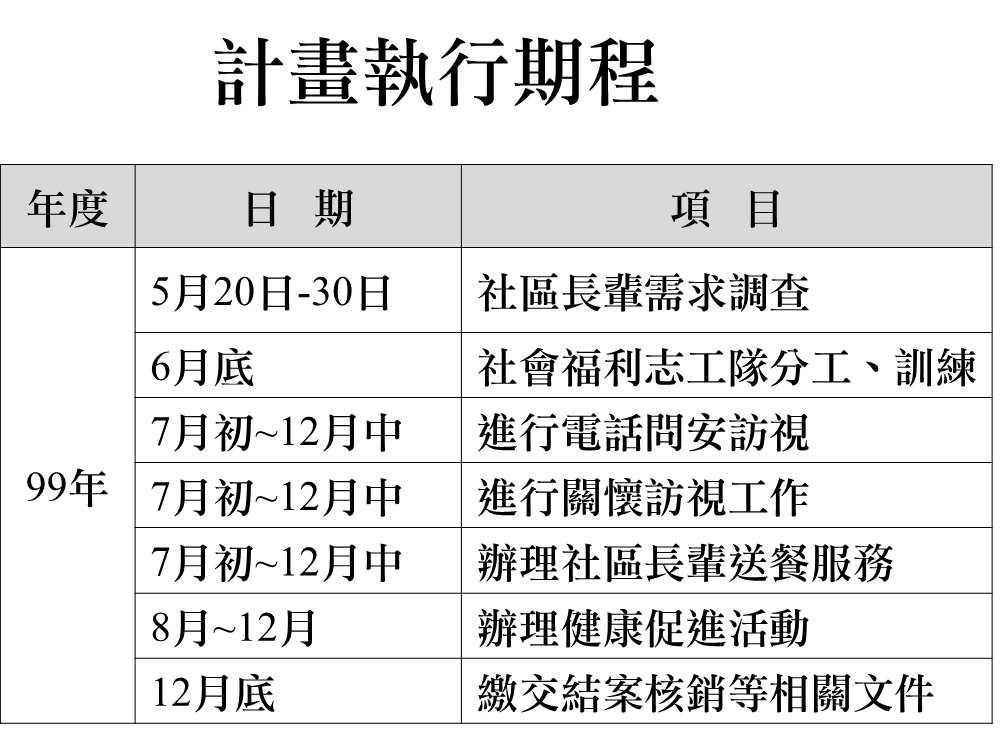 計畫執行期程
年度 日期 項目
99年
5月20日-30日 社區長輩需求調查
6月底 社會福利志工隊分工、訓練
7月初~12月中 進行電話問安訪視
7月初~12月中 進行關懷訪視工作
7月初~12月中 辦理社區長輩送餐服務
8月~12月 辦理健康促進活動
12月底 繳交結案核銷等相關文件